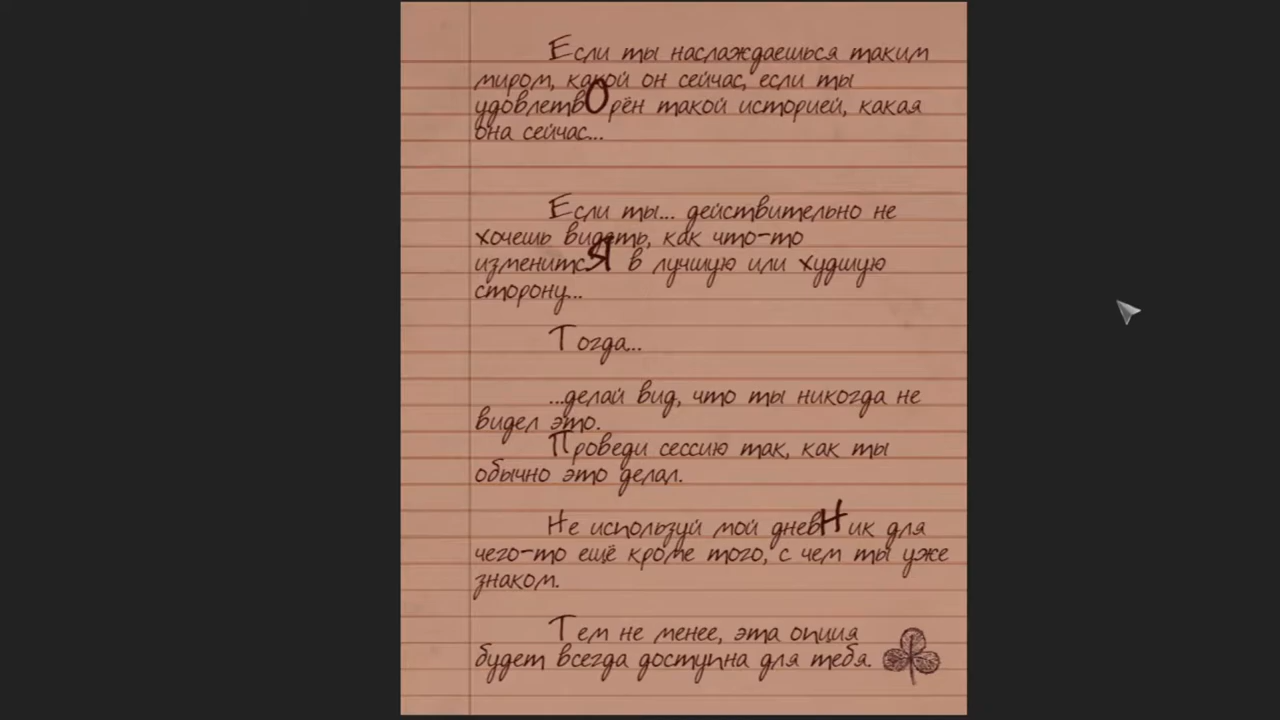 Если ты наслаждаешься таким
миром, какой он сейчас, если ты
удовлетвОрён такой историей, какая
она сейчас...
Если ты... действительно не
хочешь видеть, как что-то
изменитсЯ в лучшую или худшую
сторону...
Тогда...
...делай вид, что ты никогда не
видел это.
Проведи сессию так, как ты
обычно это делал.
Не используй мой дневНик для
чего-то ещё кроме того, с чем ты уже
знаком.
Тем не менее, эта опция
будет всегда доступна для тебя.